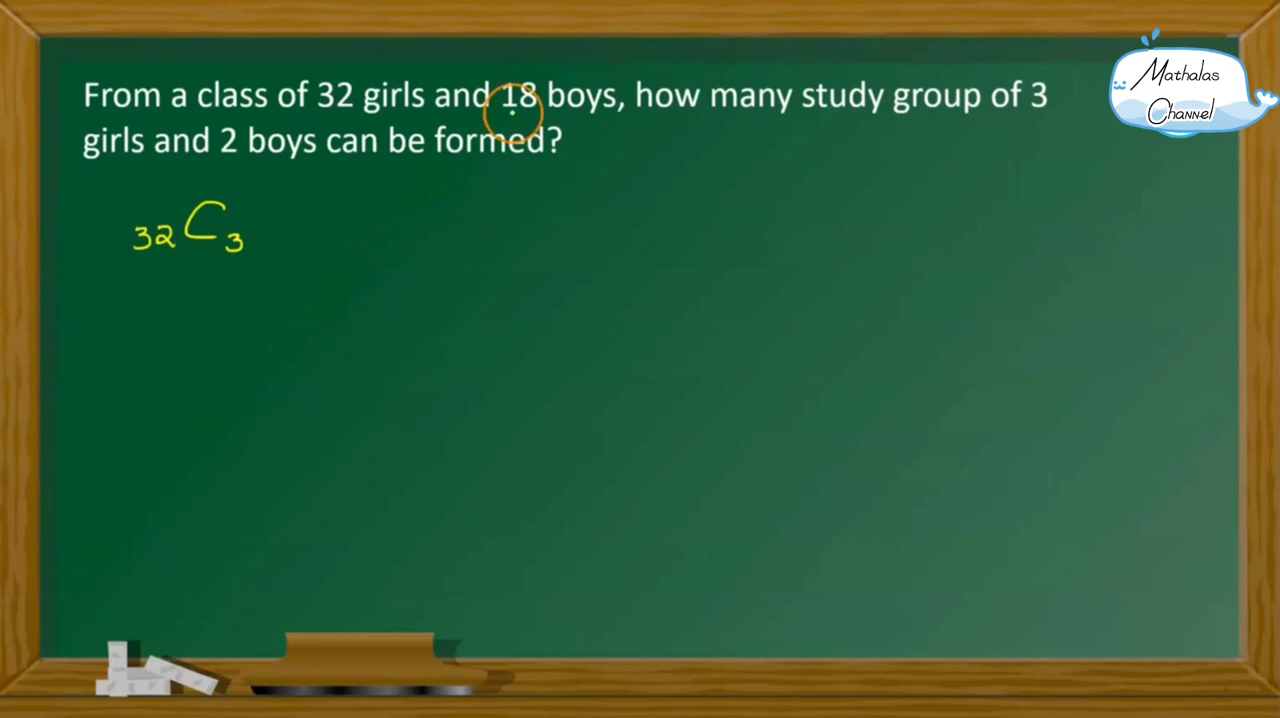 From a class of 32 girls and 18 boys, how many study group of 3
girls and 2 boys can be formed?
32C3
Mathalas
Channel